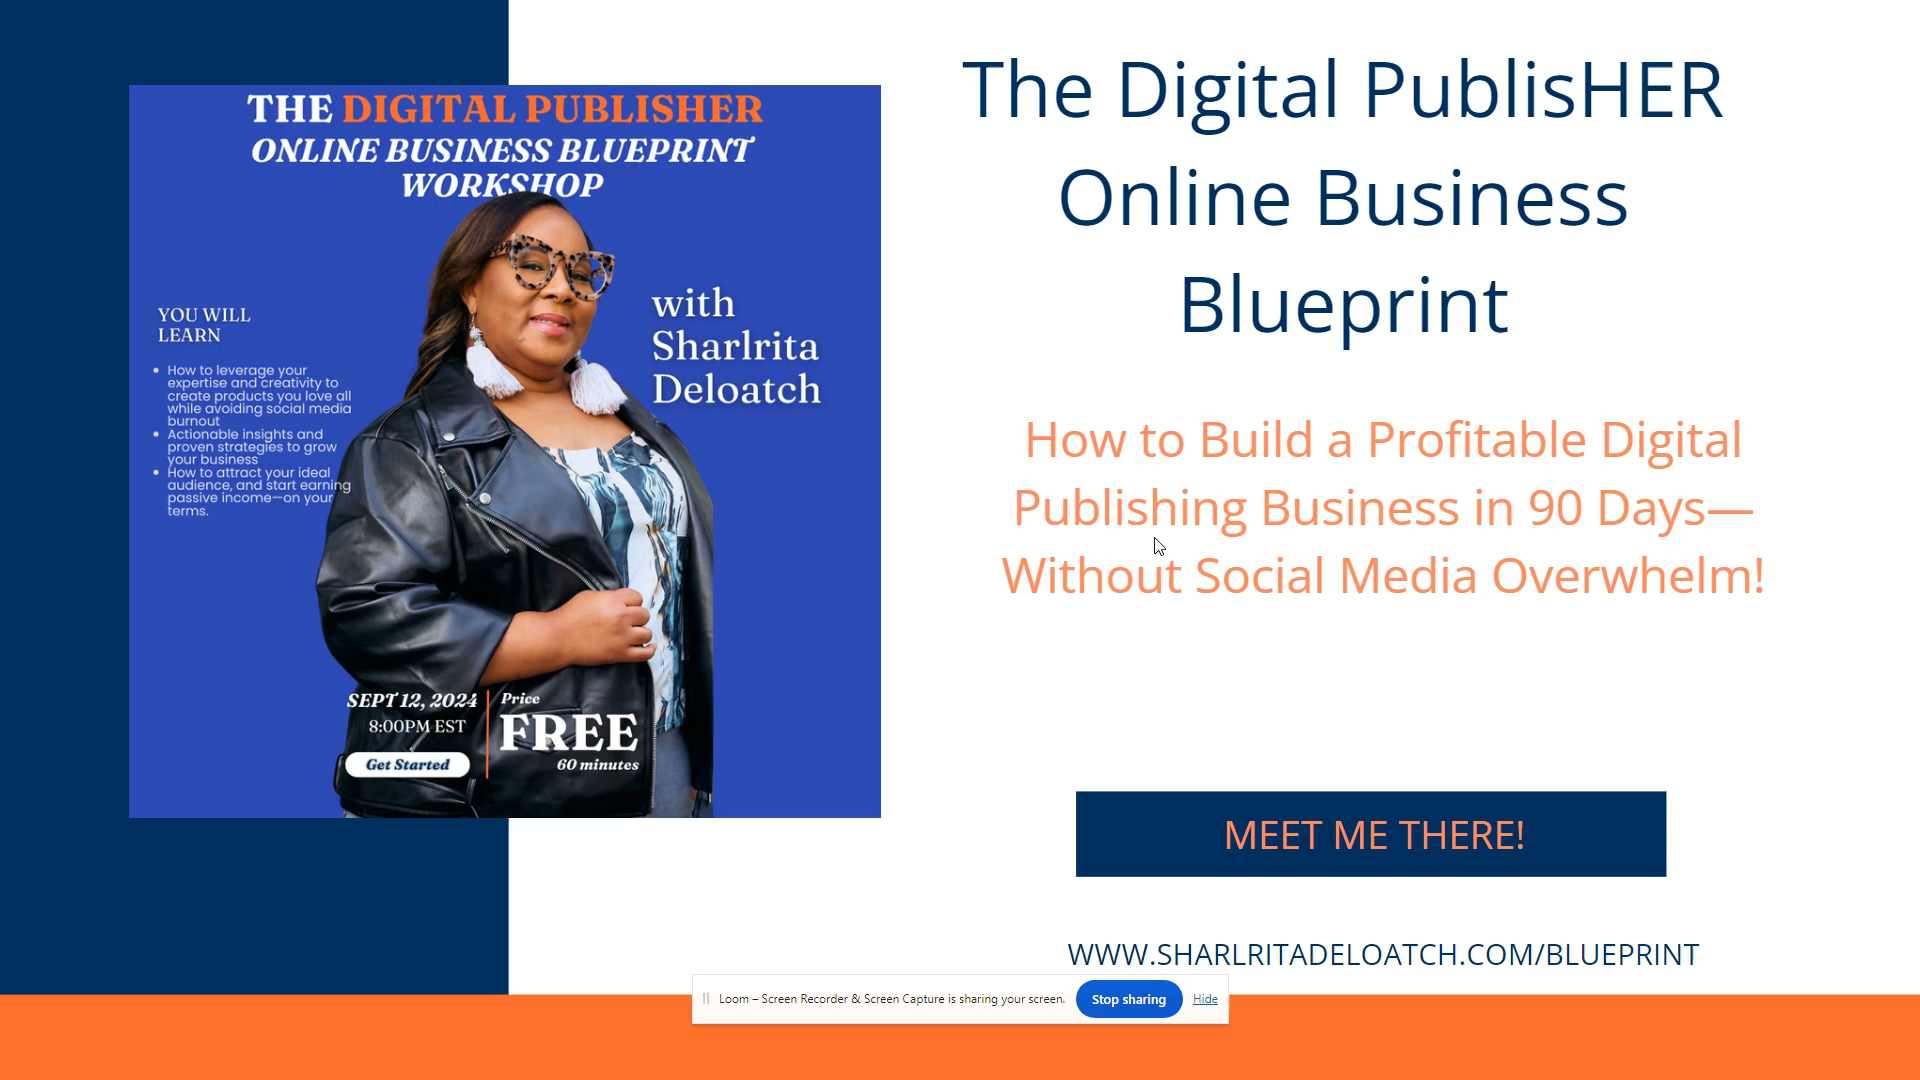 THE DIGITAL PUBLISHER
ONLINE BUSINESS BLUEPRINT
WORKSHOP
YOU WILL
LEARN
• How to leverage your
expertise and creativity to
create products you love all
while avoiding social media
burnout
• Actionable insights and
proven strategies to grow
your business
• How to attract your ideal
audience, and start earning
passive income—on your
terms.
with
Sharlrita
Deloatch
SEPT 12, 2024
8:00PM EST
Get Started
Price
FREE
60 minutes
The Digital PublisHER
Online Business
Blueprint
How to Build a Profitable Digital
Publishing Business in 90 Days—
Without Social Media Overwhelm!
MEET ME THERE!
WWW.SHARLRITADELOATCH.COM/BLUEPRINT
Loom – Screen Recorder & Screen Capture is sharing your screen.
Stop sharing
Hide